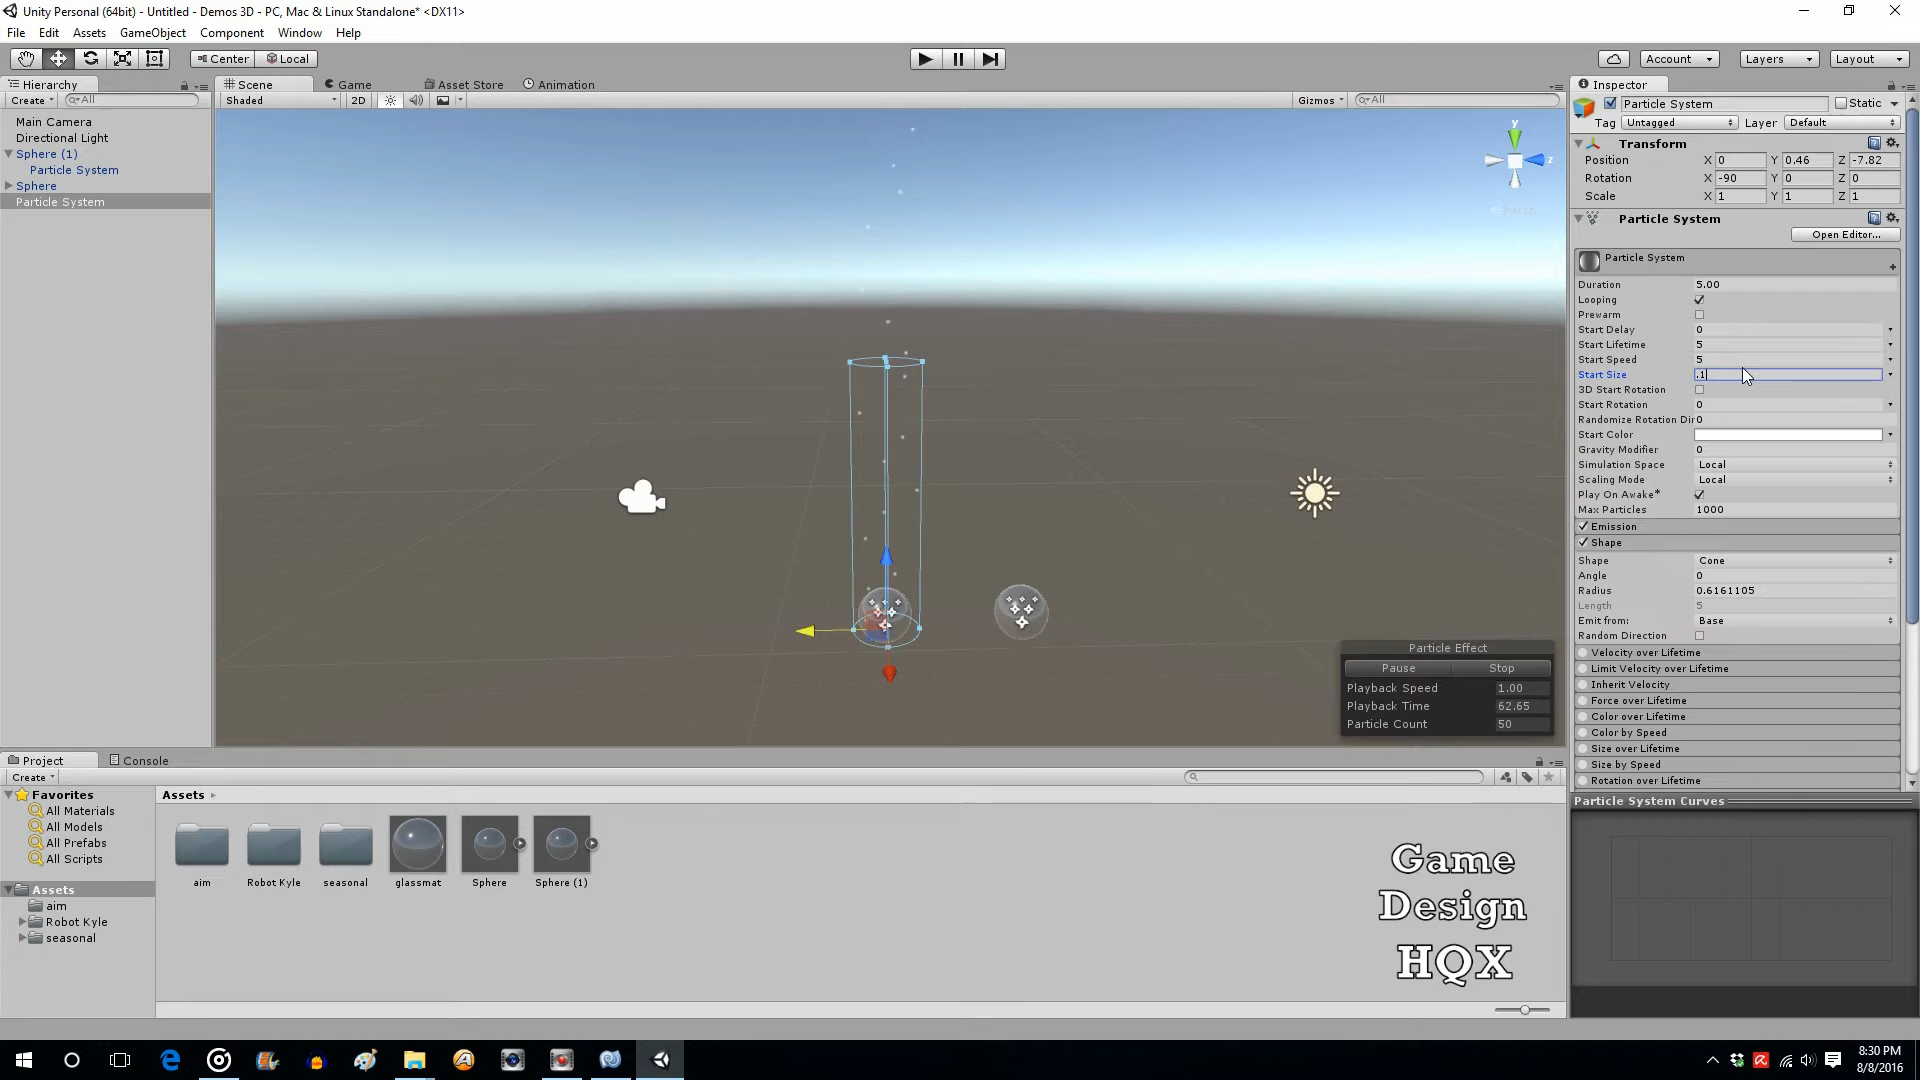 Unity Personal (64bit) - Untitled - Demos 3D - PC, Mac & Linux Standalone* <DX11>
File Edit Assets GameObject Component Window Help
Center Local Account Layers Layout
Hierarchy
Create All
Main Camera
Directional Light
Sphere (1)
Particle System
Sphere
Particle System
Scene Game Asset Store Animation
Shaded 2D Gizmos All
y
z
Persp
Particle Effect
Pause Stop
Playback Speed 1.00
Playback Time 62.65
Particle Count 50
Inspector
Particle System Static
Tag Untagged Layer Default
Transform
Position X 0 Y 0.46 Z -7.82
Rotation X -90 Y 0 Z 0
Scale X 1 Y 1 Z 1
Particle System
Open Editor...
Particle System
Duration 5.00
Looping
Prewarm
Start Delay 0
Start Lifetime 5
Start Speed 5
Start Size .1
3D Start Rotation
Start Rotation 0
Randomize Rotation Dir 0
Start Color
Gravity Modifier 0
Simulation Space Local
Scaling Mode Local
Play On Awake*
Max Particles 1000
Emission
Shape
Shape Cone
Angle 0
Radius 0.6161105
Length 5
Emit from: Base
Random Direction
Velocity over Lifetime
Limit Velocity over Lifetime
Inherit Velocity
Force over Lifetime
Color over Lifetime
Color by Speed
Size over Lifetime
Size by Speed
Rotation over Lifetime
Particle System Curves
Project Console
Create
Favorites
All Materials
All Models
All Prefabs
All Scripts
Assets
aim
Robot Kyle
seasonal
Assets
aim Robot Kyle seasonal glassmat Sphere Sphere (1)
Game
Design
HQX
8:30 PM
8/8/2016